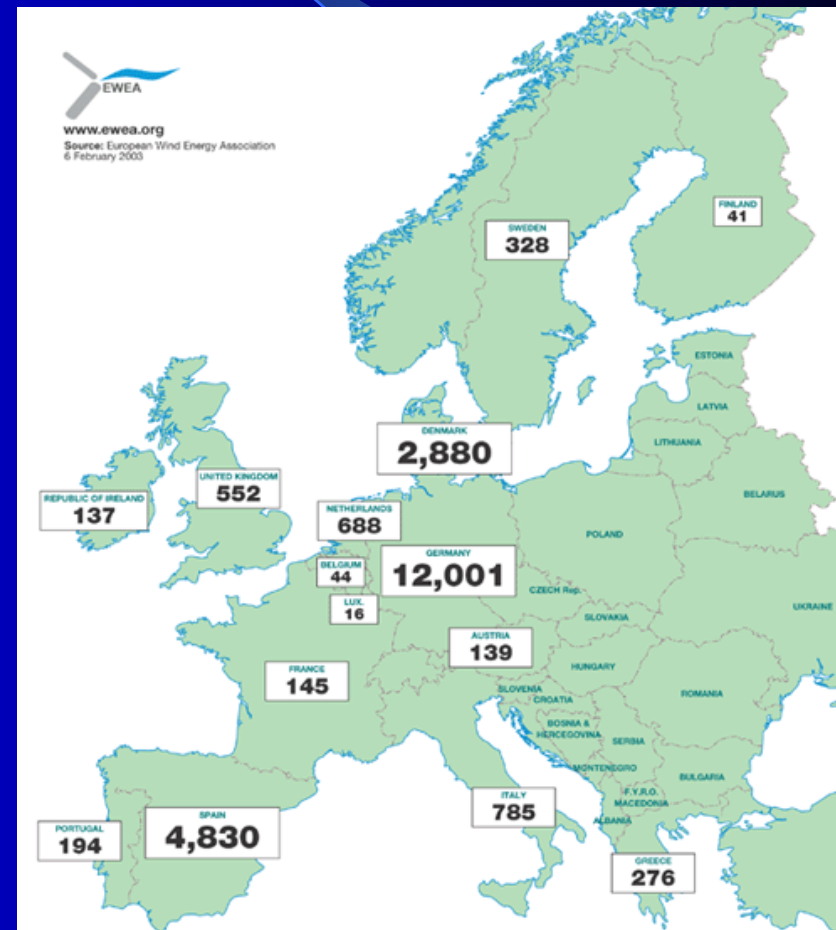 EWEA
www.ewea.org
Source: European Wind Energy Association
6 February 2003
FINLAND
41
SWEDEN
328
ESTONIA
LATVIA
LITHUANIA
DENMARK
2,880
BELARUS
UNITED KINGDOM
552
REPUBLIC OF IRELAND
137
NETHERLANDS
688
POLAND
GERMANY
12,001
BELGIUM
44
CZECH Rep.
LUX.
16
UKRAINE
SLOVAKIA
AUSTRIA
139
HUNGARY
FRANCE
145
SLOVENIA
CROATIA
ROMANIA
BOSNIA &
HERCEGOVINA
SERBIA
MONTENEGRO
BULGARIA
F.Y.R.O.
MACEDONIA
ITALY
785
ALBANIA
PORTUGAL
194
SPAIN
4,830
GREECE
276